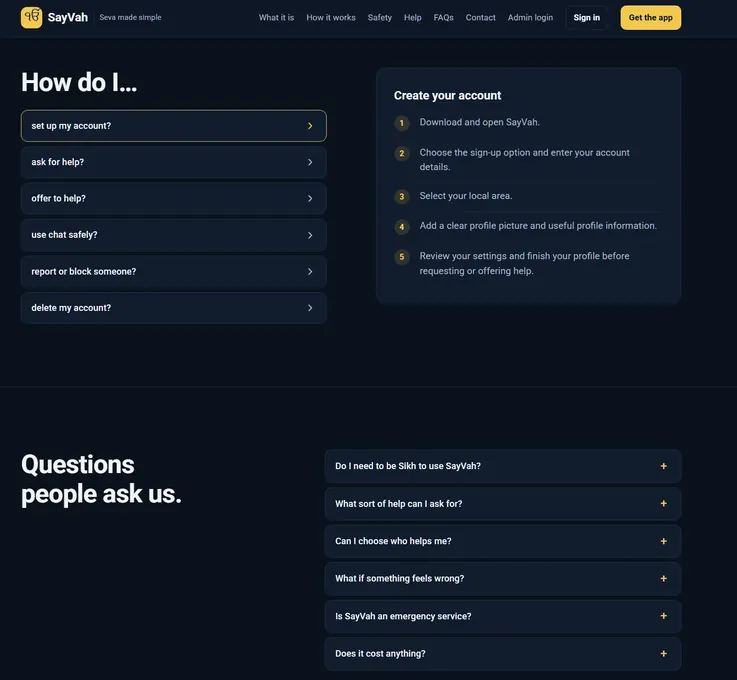 ੴ SayVah Seva made simple What it is How it works Safety Help FAQs Contact Admin login Sign in Get the app
How do I...
set up my account?
ask for help?
offer to help?
use chat safely?
report or block someone?
delete my account?
Create your account
1 Download and open SayVah.
2 Choose the sign-up option and enter your account
details.
3 Select your local area.
4 Add a clear profile picture and useful profile information.
5 Review your settings and finish your profile before
requesting or offering help.
Questions
people ask us.
Do I need to be Sikh to use SayVah? +
What sort of help can I ask for? +
Can I choose who helps me? +
What if something feels wrong? +
Is SayVah an emergency service? +
Does it cost anything? +